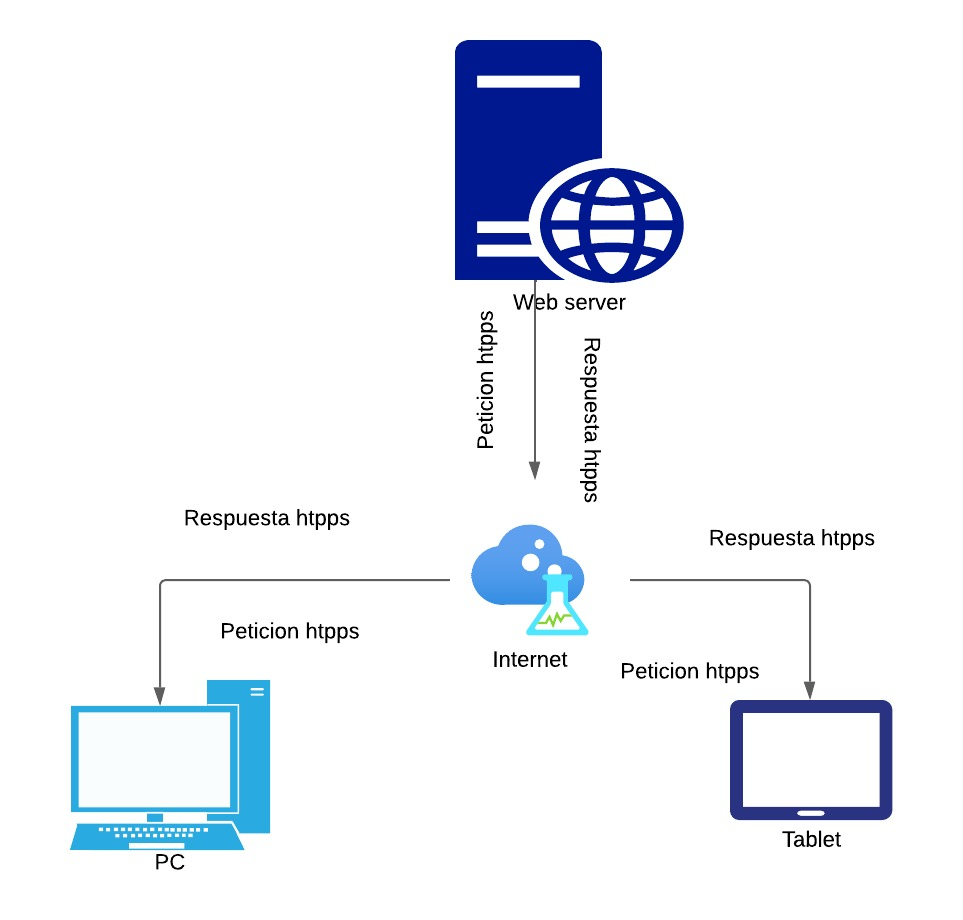 Web server
Peticion htpps
Respuesta htpps
Respuesta htpps
Respuesta htpps
Peticion htpps
Internet
Peticion htpps
Tablet
PC